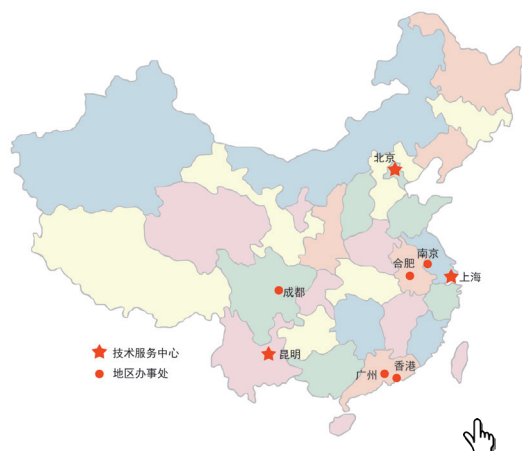 北京
南京
合肥
上海
成都
技术服务中心
昆明
地区办事处
广州
香港